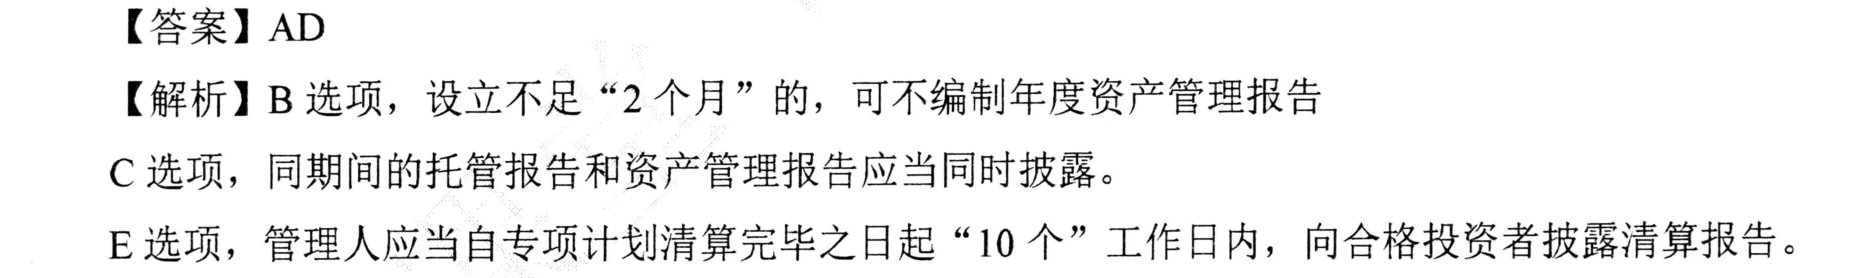 【答案】AD
【解析】B 选项，设立不足“2 个月”的，可不编制年度资产管理报告
C 选项，同期间的托管报告和资产管理报告应当同时披露。
E 选项，管理人应当自专项计划清算完毕之日起“10 个”工作日内，向合格投资者披露清算报告。